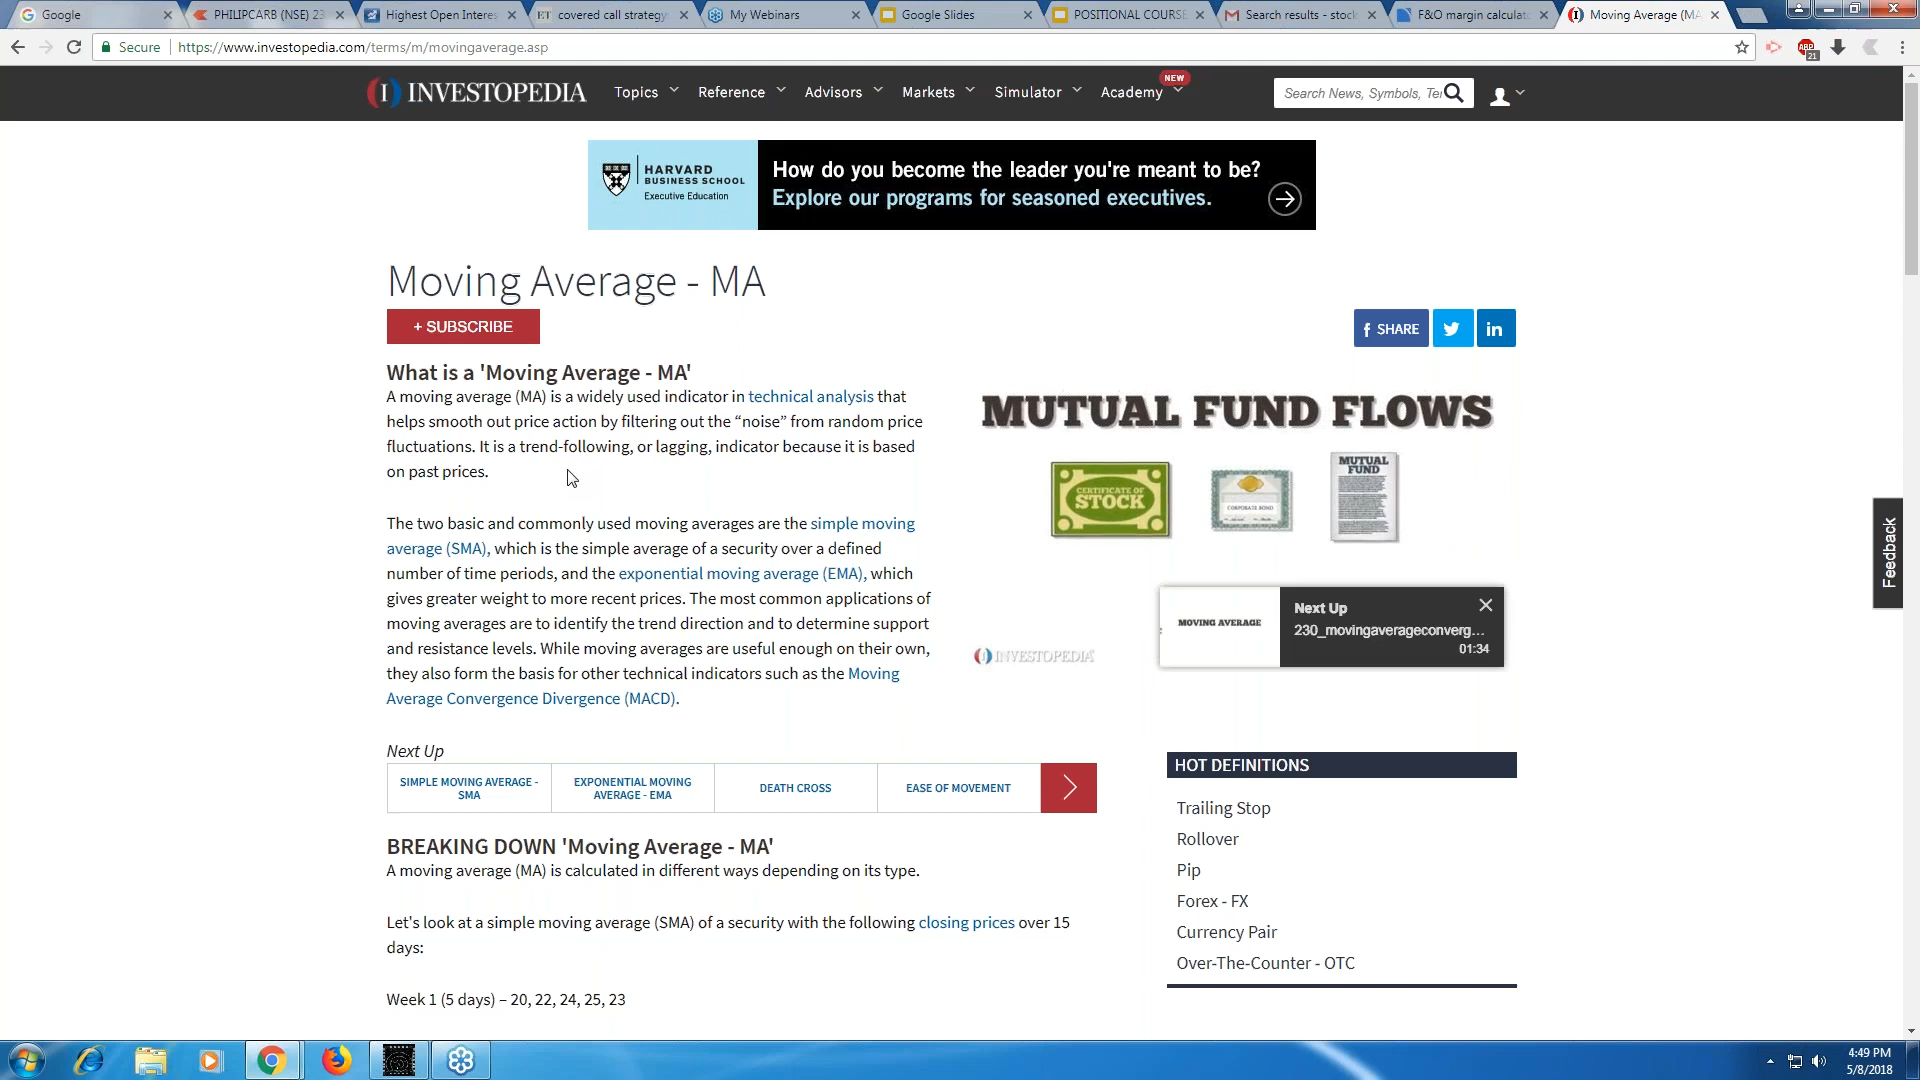 Google
PHILIPCARB (NSE) 23
Highest Open Interes
covered call strategy
My Webinars
Google Slides
POSITIONAL COURSE
Search results - stock
F&O margin calculat
Moving Average (MA
Secure
https://www.investopedia.com/terms/m/movingaverage.asp
ABP
21
INVESTOPEDIA
Topics
Reference
Advisors
Markets
Simulator
Academy
NEW
Search News, Symbols, Te
HARVARD
BUSINESS SCHOOL
Executive Education
How do you become the leader you're meant to be?
Explore our programs for seasoned executives.
Moving Average - MA
+ SUBSCRIBE
f SHARE
in
What is a 'Moving Average - MA'
A moving average (MA) is a widely used indicator in technical analysis that
helps smooth out price action by filtering out the “noise” from random price
fluctuations. It is a trend-following, or lagging, indicator because it is based
on past prices.
The two basic and commonly used moving averages are the simple moving
average (SMA), which is the simple average of a security over a defined
number of time periods, and the exponential moving average (EMA), which
gives greater weight to more recent prices. The most common applications of
moving averages are to identify the trend direction and to determine support
and resistance levels. While moving averages are useful enough on their own,
they also form the basis for other technical indicators such as the Moving
Average Convergence Divergence (MACD).
MUTUAL FUND FLOWS
CERTIFICATE OF
STOCK
CORPORATE BOND
MUTUAL
FUND
INVESTOPEDIA
MOVING AVERAGE
Next Up
230_movingaverageconverg...
01:34
Feedback
Next Up
SIMPLE MOVING AVERAGE -
SMA
EXPONENTIAL MOVING
AVERAGE - EMA
DEATH CROSS
EASE OF MOVEMENT
BREAKING DOWN 'Moving Average - MA'
A moving average (MA) is calculated in different ways depending on its type.
Let's look at a simple moving average (SMA) of a security with the following closing prices over 15
days:
Week 1 (5 days) – 20, 22, 24, 25, 23
HOT DEFINITIONS
Trailing Stop
Rollover
Pip
Forex - FX
Currency Pair
Over-The-Counter - OTC
4:49 PM
5/8/2018